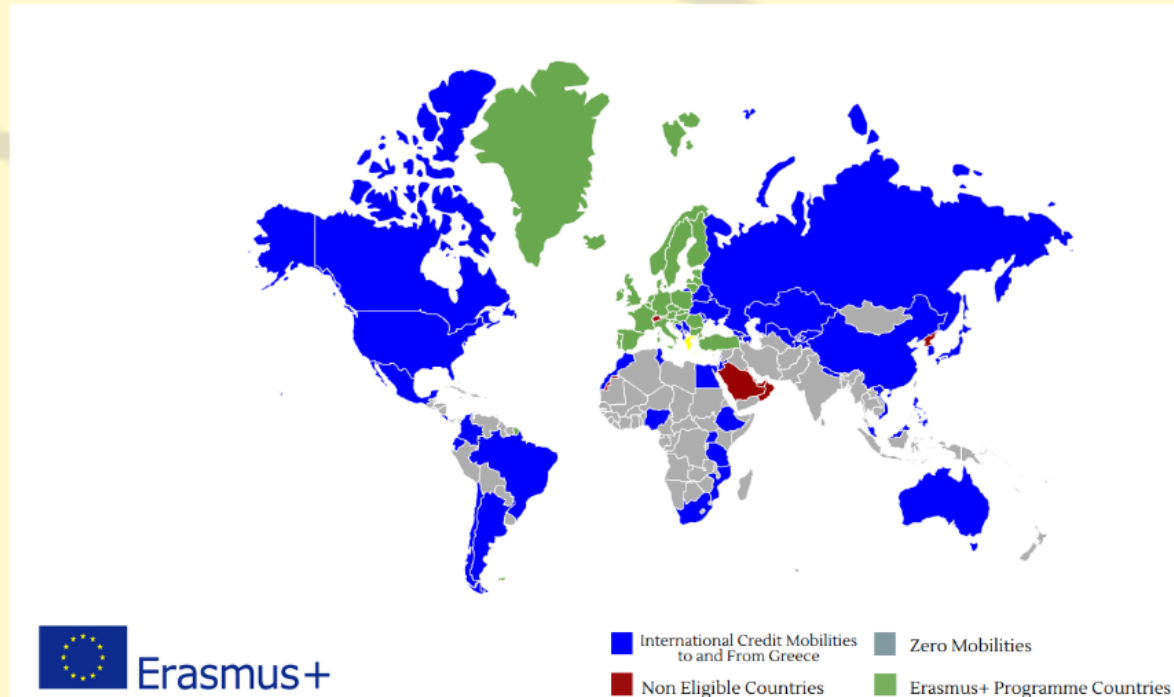 International Credit Mobilities
to and From Greece
Zero Mobilities
Non Eligible Countries
Erasmus+ Programme Countries
Erasmus+